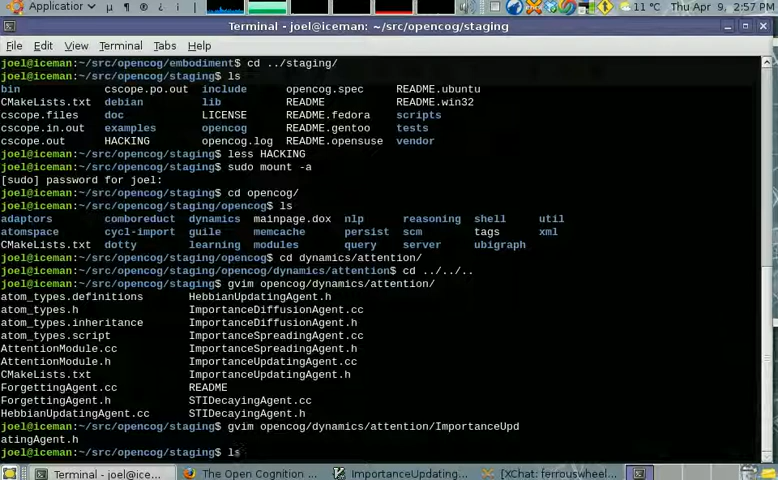 Applicatior
11 °C
Thu Apr 9, 2:57 PM
Terminal - joel@iceman:~/src/opencog/staging
File Edit View Terminal Tabs Help
joel@iceman:~/src/opencog/embodiment$ cd ../staging/
joel@iceman:~/src/opencog/staging$ ls
bin cscope.po.out include opencog.spec README.ubuntu
CMakeLists.txt debian lib README README.win32
cscope.files doc LICENSE README.fedora scripts
cscope.in.out examples opencog README.gentoo tests
cscope.out HACKING opencog.log README.opensuse vendor
joel@iceman:~/src/opencog/staging$ less HACKING
joel@iceman:~/src/opencog/staging$ sudo mount -a
[sudo] password for joel:
joel@iceman:~/src/opencog/staging$ cd opencog/
joel@iceman:~/src/opencog/staging/opencog$ ls
adaptors comboreduct dynamics mainpage.dox nlp reasoning shell util
atomspace cycl-import guile memcache persist scm tags xml
CMakeLists.txt dotty learning modules query server ubigraph
joel@iceman:~/src/opencog/staging/opencog$ cd dynamics/attention/
joel@iceman:~/src/opencog/staging/opencog/dynamics/attention$ cd ../../..
joel@iceman:~/src/opencog/staging$ gvim opencog/dynamics/attention/
atom_types.definitions HebbianUpdatingAgent.h
atom_types.h ImportanceDiffusionAgent.cc
atom_types.inheritance ImportanceDiffusionAgent.h
atom_types.script ImportanceSpreadingAgent.cc
AttentionModule.cc ImportanceSpreadingAgent.h
AttentionModule.h ImportanceUpdatingAgent.cc
CMakeLists.txt ImportanceUpdatingAgent.h
ForgettingAgent.cc README
ForgettingAgent.h STIDecayingAgent.cc
HebbianUpdatingAgent.cc STIDecayingAgent.h
joel@iceman:~/src/opencog/staging$ gvim opencog/dynamics/attention/ImportanceUpd
atingAgent.h
joel@iceman:~/src/opencog/staging$ ls
Terminal - joel@ice... The Open Cognition ... ImportanceUpdating... [XChat: ferrouswheel...